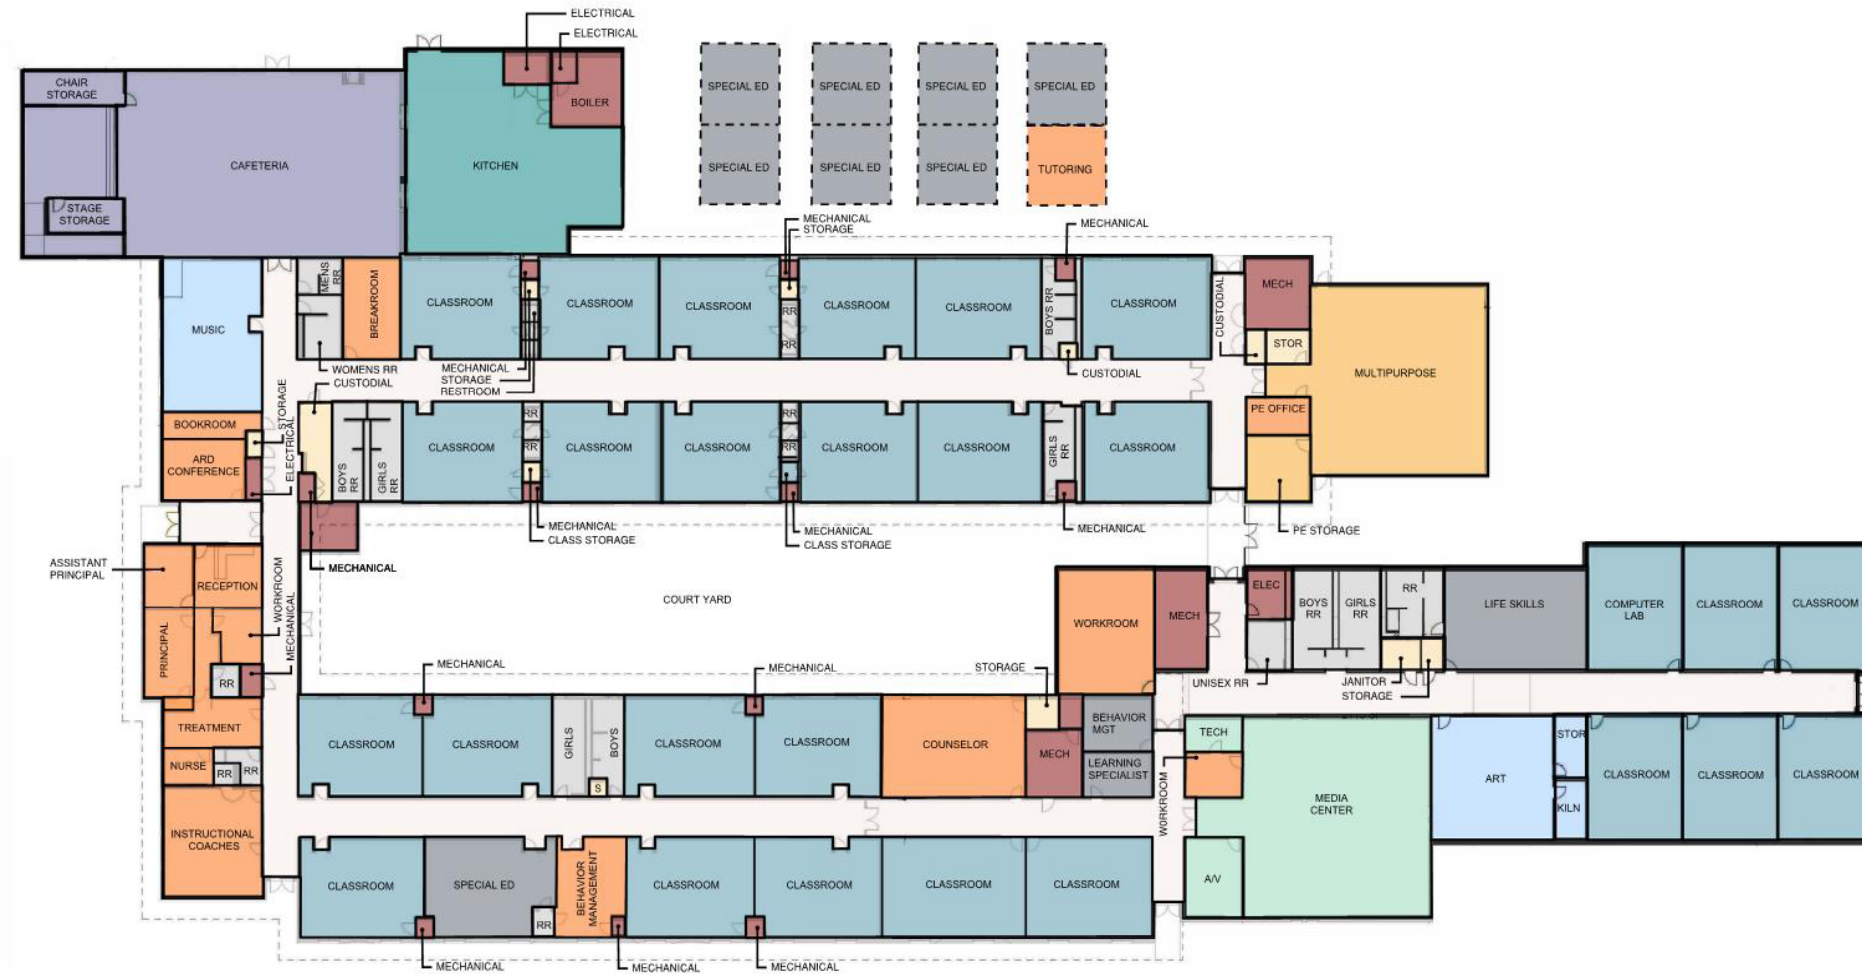 ELECTRICAL
ELECTRICAL
CHAIR
STORAGE
CAFETERIA
STAGE
STORAGE
KITCHEN
BOILER
SPECIAL ED
SPECIAL ED
SPECIAL ED
SPECIAL ED
SPECIAL ED
SPECIAL ED
SPECIAL ED
TUTORING
MECHANICAL
STORAGE
MECHANICAL
MUSIC
MENS
RR
BREAKROOM
CLASSROOM
CLASSROOM
CLASSROOM
RR
RR
CLASSROOM
CLASSROOM
BOYS RR
CLASSROOM
CUSTODIAL
MECH
STOR
MULTIPURPOSE
WOMENS RR
CUSTODIAL
MECHANICAL
STORAGE
RESTROOM
CUSTODIAL
STORAGE
ELECTRICAL
BOOKROOM
ARD
CONFERENCE
BOYS
RR
GIRLS
RR
CLASSROOM
RR
RR
CLASSROOM
CLASSROOM
RR
RR
CLASSROOM
CLASSROOM
GIRLS
RR
CLASSROOM
PE OFFICE
MECHANICAL
CLASS STORAGE
MECHANICAL
CLASS STORAGE
MECHANICAL
PE STORAGE
ASSISTANT
PRINCIPAL
MECHANICAL
RECEPTION
WORKROOM
MECHANICAL
PRINCIPAL
RR
COURT YARD
WORKROOM
MECH
ELEC
BOYS
RR
GIRLS
RR
RR
LIFE SKILLS
COMPUTER
LAB
CLASSROOM
CLASSROOM
UNISEX RR
JANITOR
STORAGE
MECHANICAL
MECHANICAL
STORAGE
TREATMENT
NURSE
RR
RR
INSTRUCTIONAL
COACHES
CLASSROOM
CLASSROOM
GIRLS
BOYS
S
CLASSROOM
CLASSROOM
COUNSELOR
MECH
BEHAVIOR
MGT
LEARNING
SPECIALIST
TECH
WORKROOM
MEDIA
CENTER
A/V
ART
STOR
KILN
CLASSROOM
CLASSROOM
CLASSROOM
CLASSROOM
SPECIAL ED
RR
BEHAVIOR
MANAGEMENT
CLASSROOM
CLASSROOM
CLASSROOM
CLASSROOM
MECHANICAL
MECHANICAL
MECHANICAL